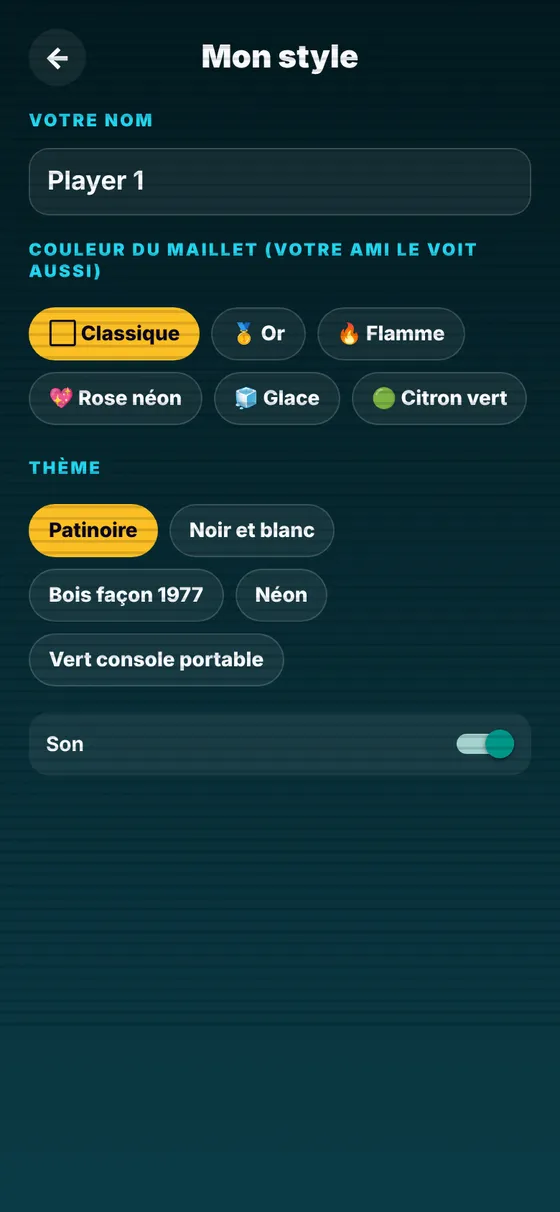 Mon style
VOTRE NOM
Player 1
COULEUR DU MAILLET (VOTRE AMI LE VOIT
AUSSI)
Classique
🥇 Or
🔥 Flamme
💖 Rose néon
🧊 Glace
🟢 Citron vert
THÈME
Patinoire
Noir et blanc
Bois façon 1977
Néon
Vert console portable
Son